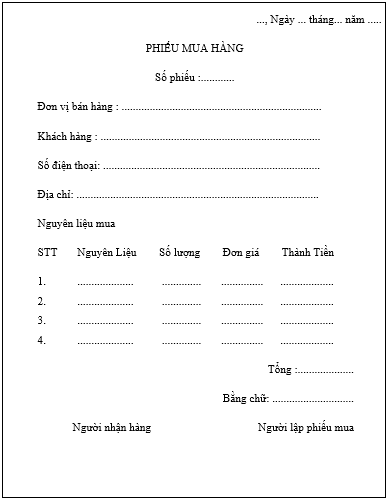 ..., Ngày ... tháng... năm .....
PHIẾU MUA HÀNG
Số phiếu :............
Đơn vị bán hàng : ........................................................................
Khách hàng : ...............................................................................
Số điện thoại: ..............................................................................
Địa chỉ: .......................................................................................
Nguyên liệu mua
STT Nguyên Liệu Số lượng Đơn giá Thành Tiền
1. .................... .............. ............... ...................
2. .................... .............. ............... ...................
3. .................... .............. ............... ...................
4. .................... .............. ............... ...................
Tổng :....................
Bằng chữ: .............................
Người nhận hàng Người lập phiếu mua